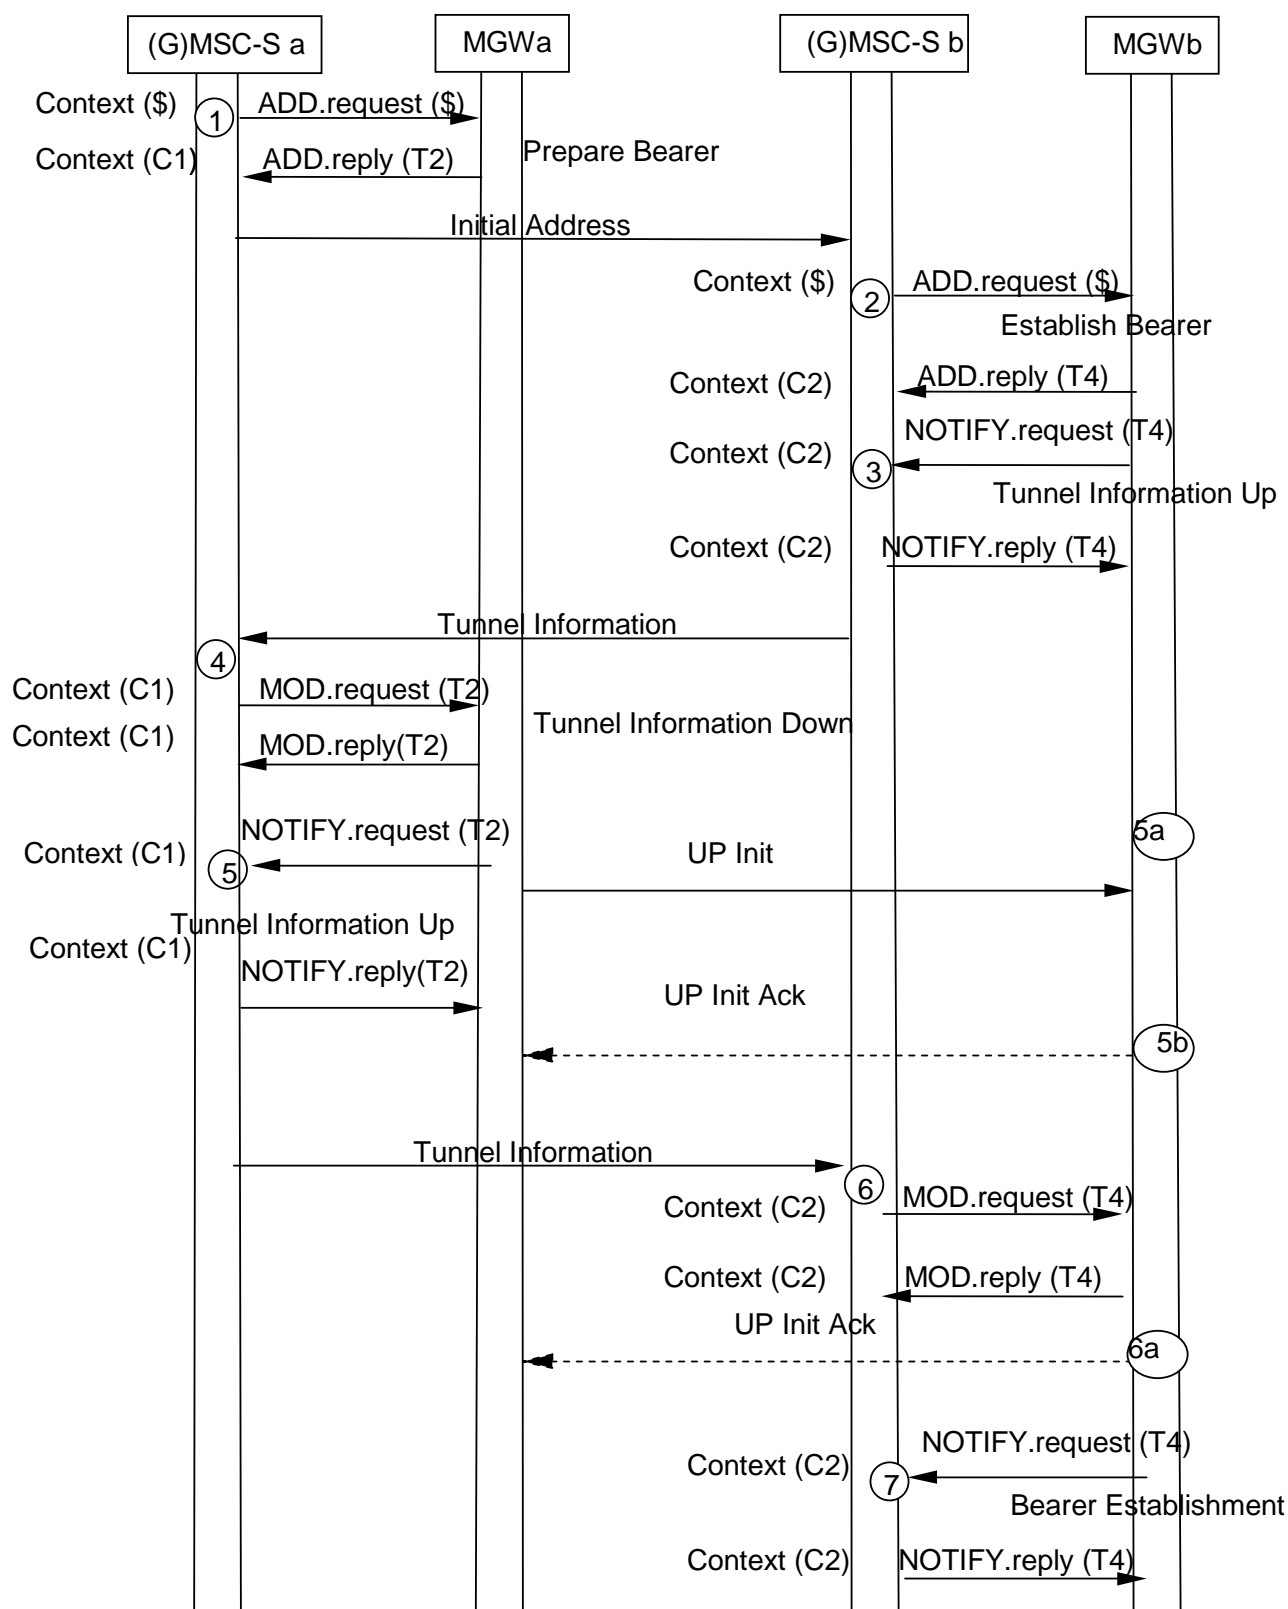 (G)MSC-S a
MGWa
(G)MSC-S b
MGWb
Context ($)
1
ADD.request ($)
Context (C1)
ADD.reply (T2)
Prepare Bearer
Initial Address
Context ($)
2
ADD.request ($)
Establish Bearer
Context (C2)
ADD.reply (T4)
NOTIFY.request (T4)
Context (C2)
3
Tunnel Information Up
Context (C2)
NOTIFY.reply (T4)
Tunnel Information
4
Context (C1)
MOD.request (T2)
Context (C1)
MOD.reply(T2)
Tunnel Information Down
NOTIFY.request (T2)
5a
Context (C1)
5
UP Init
Tunnel Information Up
Context (C1)
NOTIFY.reply(T2)
UP Init Ack
5b
Tunnel Information
6
Context (C2)
MOD.request (T4)
Context (C2)
MOD.reply (T4)
UP Init Ack
6a
NOTIFY.request (T4)
Context (C2)
7
Bearer Establishment
Context (C2)
NOTIFY.reply (T4)